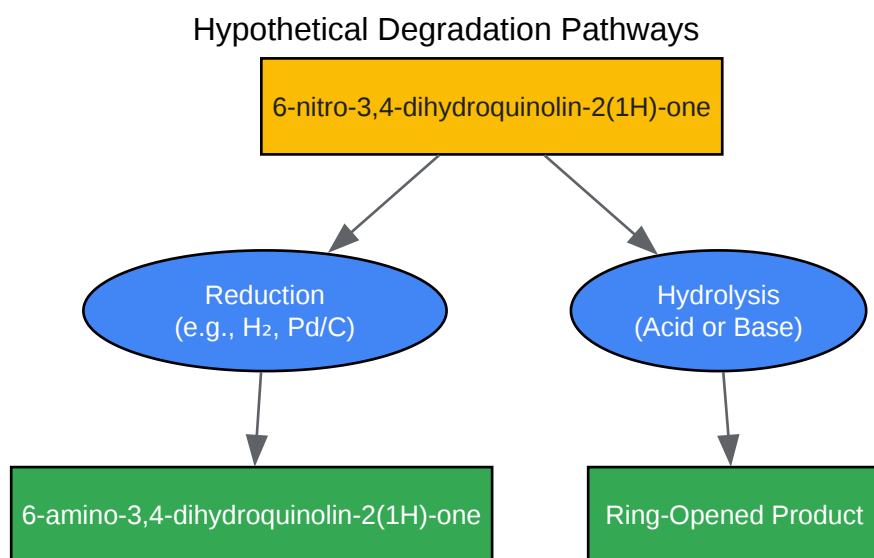 Hypothetical Degradation Pathways
6-nitro-3,4-dihydroquinolin-2(1H)-one
Reduction
(e.g., H₂, Pd/C)
Hydrolysis
(Acid or Base)
6-amino-3,4-dihydroquinolin-2(1H)-one
Ring-Opened Product